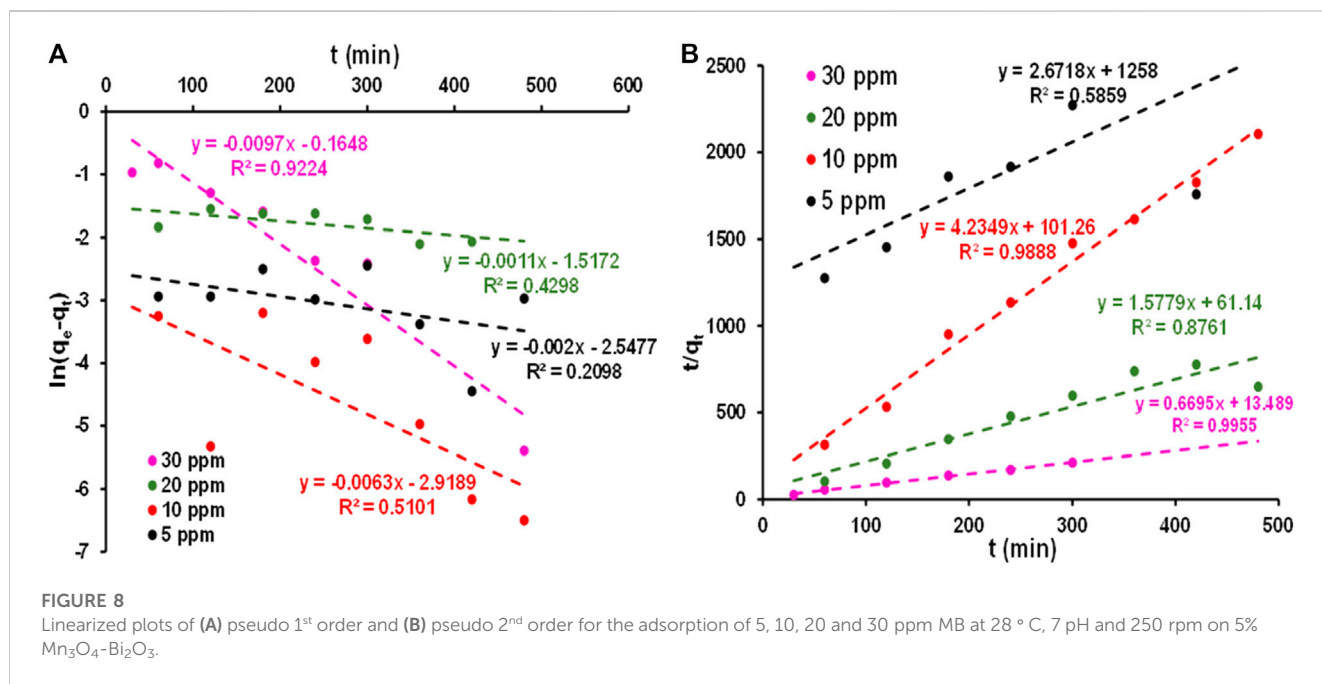 A
t (min)
0 100 200 300 400 500 600
0
-1
-2
-3
-4
-5
-6
-7
ln(qₑ-qₜ)
y = -0.0097x - 0.1648
R² = 0.9224
y = -0.0011x - 1.5172
R² = 0.4298
y = -0.002x - 2.5477
R² = 0.2098
y = -0.0063x - 2.9189
R² = 0.5101
30 ppm
20 ppm
10 ppm
5 ppm
B
2500
2000
1500
1000
500
0
t/qₜ
30 ppm
20 ppm
10 ppm
5 ppm
y = 2.6718x + 1258
R² = 0.5859
y = 4.2349x + 101.26
R² = 0.9888
y = 1.5779x + 61.14
R² = 0.8761
y = 0.6695x + 13.489
R² = 0.9955
0 100 200 300 400 500
t (min)
FIGURE 8
Linearized plots of (A) pseudo 1ˢᵗ order and (B) pseudo 2ⁿᵈ order for the adsorption of 5, 10, 20 and 30 ppm MB at 28 ° C, 7 pH and 250 rpm on 5%
Mn₃O₄-Bi₂O₃.